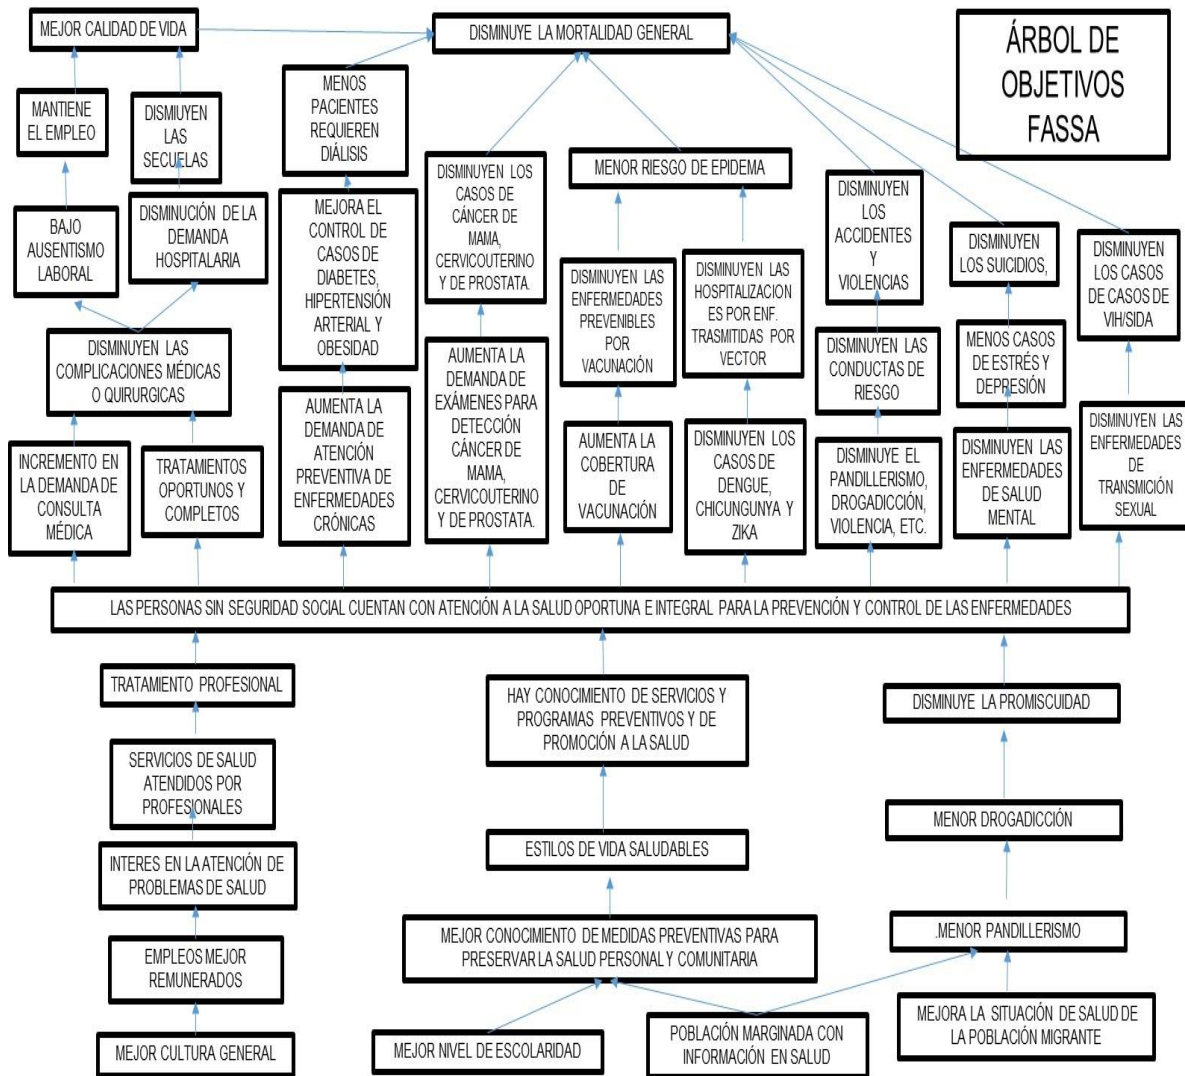 MEJOR CALIDAD DE VIDA
DISMINUYE LA MORTALIDAD GENERAL
ÁRBOL DE
OBJETIVOS
FASSA
MANTIENE
EL EMPLEO
DISMIUYEN
LAS
SECUELAS
MENOS
PACIENTES
REQUIEREN
DIÁLISIS
DISMINUYEN LOS
CASOS DE
CÁNCER DE
MAMA,
CERVICOUTERINO
Y DE PROSTATA.
MENOR RIESGO DE EPIDEMA
DISMINUYEN
LOS
ACCIDENTES
Y
VIOLENCIAS
DISMINUYEN
LOS SUICIDIOS,
DISMINUYEN
LOS CASOS
DE CASOS DE
VIH/SIDA
BAJO
AUSENTISMO
LABORAL
DISMINUCIÓN DE LA
DEMANDA
HOSPITALARIA
MEJORA EL
CONTROL DE
CASOS DE
DIABETES,
HIPERTENSIÓN
ARTERIAL Y
OBESIDAD
DISMINUYEN LAS
ENFERMEDADES
PREVENIBLES
POR
VACUNACIÓN
DISMINUYEN LAS
HOSPITALIZACION
ES POR ENF.
TRASMITIDAS POR
VECTOR
DISMINUYEN LAS
COMPLICACIONES MÉDICAS
O QUIRURGICAS
AUMENTA LA
DEMANDA DE
EXÁMENES PARA
DETECCIÓN
CÁNCER DE
MAMA,
CERVICOUTERINO
Y DE PROSTATA.
DISMINUYEN LAS
CONDUCTAS DE
RIESGO
MENOS CASOS
DE ESTRÉS Y
DEPRESIÓN
INCREMENTO EN
LA DEMANDA DE
CONSULTA
MÉDICA
TRATAMIENTOS
OPORTUNOS Y
COMPLETOS
AUMENTA LA
DEMANDA DE
ATENCIÓN
PREVENTIVA DE
ENFERMEDADES
CRÓNICAS
AUMENTA LA
COBERTURA
DE
VACUNACIÓN
DISMINUYEN LOS
CASOS DE
DENGUE,
CHICUNGUNYA Y
ZIKA
DISMINUYE EL
PANDILLERISMO,
DROGADICCIÓN,
VIOLENCIA, ETC.
DISMINUYEN LAS
ENFERMEDADES
DE SALUD
MENTAL
DISMINUYEN LAS
ENFERMEDADES
DE
TRANSMICIÓN
SEXUAL
LAS PERSONAS SIN SEGURIDAD SOCIAL CUENTAN CON ATENCIÓN A LA SALUD OPORTUNA E INTEGRAL PARA LA PREVENCIÓN Y CONTROL DE LAS ENFERMEDADES
TRATAMIENTO PROFESIONAL
HAY CONOCIMIENTO DE SERVICIOS Y
PROGRAMAS PREVENTIVOS Y DE
PROMOCIÓN A LA SALUD
DISMINUYE LA PROMISCUIDAD
SERVICIOS DE SALUD
ATENDIDOS POR
PROFESIONALES
MENOR DROGADICCIÓN
ESTILOS DE VIDA SALUDABLES
INTERES EN LA ATENCIÓN DE
PROBLEMAS DE SALUD
MEJOR CONOCIMIENTO DE MEDIDAS PREVENTIVAS PARA
PRESERVAR LA SALUD PERSONAL Y COMUNITARIA
.MENOR PANDILLERISMO
EMPLEOS MEJOR
REMUNERADOS
MEJOR CULTURA GENERAL
MEJOR NIVEL DE ESCOLARIDAD
POBLACIÓN MARGINADA CON
INFORMACIÓN EN SALUD
MEJORA LA SITUACIÓN DE SALUD DE
LA POBLACIÓN MIGRANTE